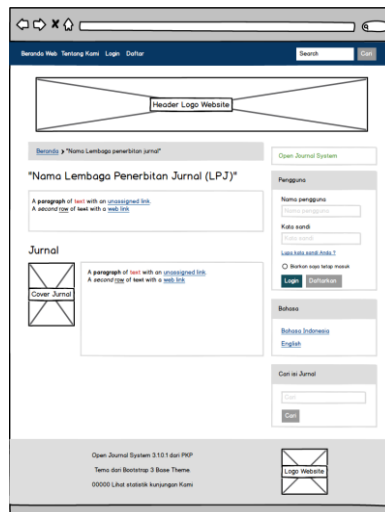 Beranda Web Tentang Kami Login Daftar
Search
Cari
Header Logo Website
Beranda > "Nama Lembaga penerbitan jurnal"
"Nama Lembaga Penerbitan Jurnal (LPJ)"
A paragraph of text with an unassigned link
A second row of text with a web link
Jurnal
Cover Jurnal
A paragraph of text with an unassigned link
A second row of text with a web link
Open Journal System
Pengguna
Nama pengguna
Nama pengguna
Kata sandi
Kata sandi
Lupa kata sandi Anda ?
Biarkan saya tetap masuk
Login
Daftarkan
Bahasa
Bahasa Indonesia
English
Cari isi Jurnal
Cari
Cari
Open Journal System 3.1.0.1 dari PKP
Tema dari Bootstrap 3 Base Theme
00000 Lihat statistik kunjungan Kami
Logo Website